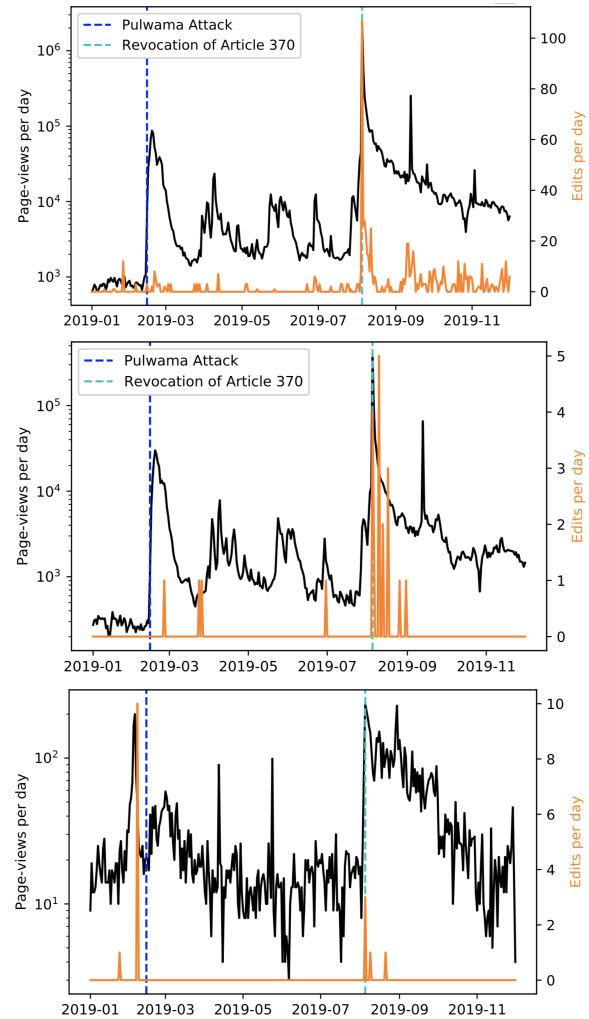 Pulwama Attack
Revocation of Article 370
Page-views per day
10^6
10^5
10^4
10^3
100
80
60
40
20
0
Edits per day
2019-01 2019-03 2019-05 2019-07 2019-09 2019-11
Pulwama Attack
Revocation of Article 370
Page-views per day
10^5
10^4
10^3
5
4
3
2
1
0
Edits per day
2019-01 2019-03 2019-05 2019-07 2019-09 2019-11
Page-views per day
10^2
10^1
10
8
6
4
2
0
Edits per day
2019-01 2019-03 2019-05 2019-07 2019-09 2019-11